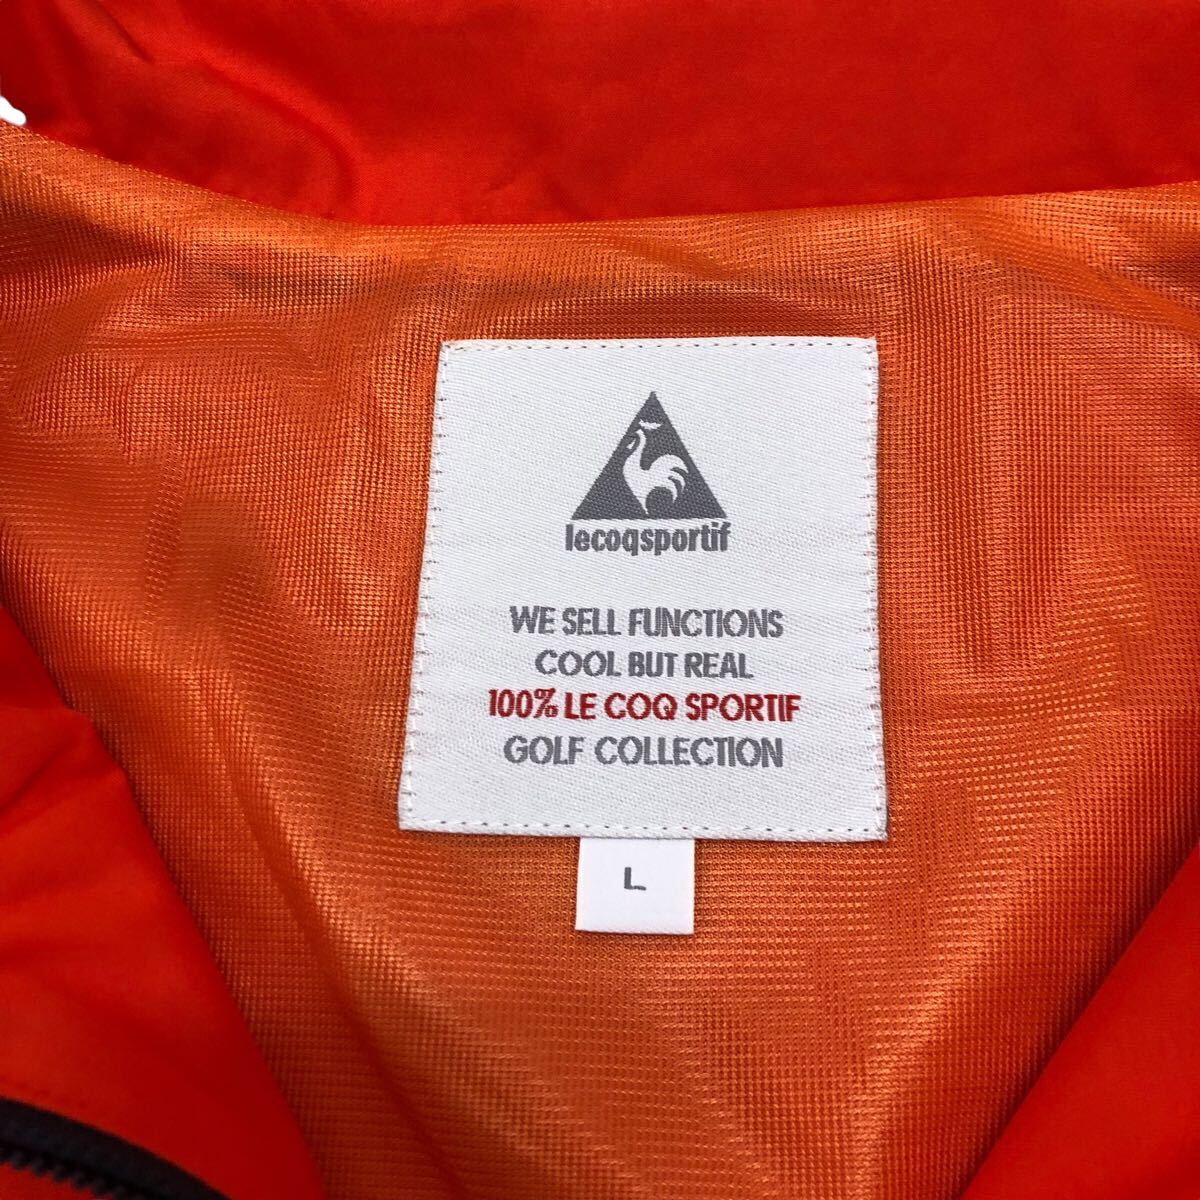 lecoqsportif
WE SELL FUNCTIONS
COOL BUT REAL
100% LE COQ SPORTIF
GOLF COLLECTION
L